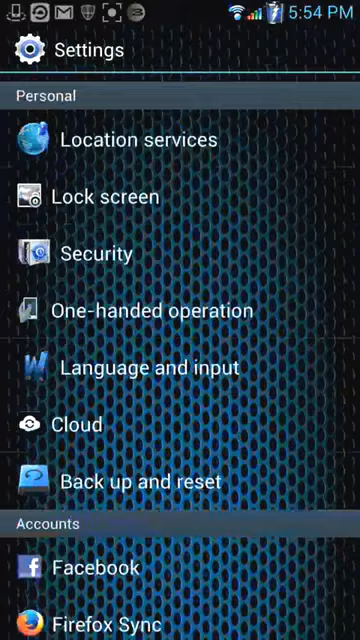 5:54 PM
Settings
Personal
Location services
Lock screen
Security
One-handed operation
Language and input
Cloud
Back up and reset
Accounts
Facebook
Firefox Sync